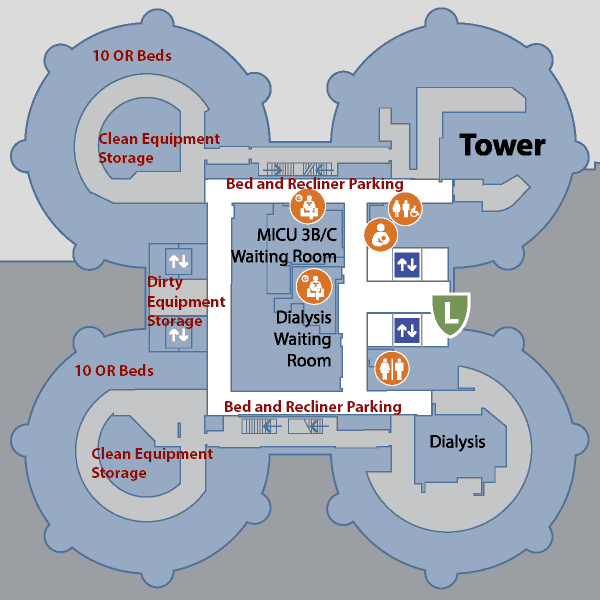 10 OR Beds
Clean Equipment
Storage
Tower
Bed and Recliner Parking
MICU 3B/C
Waiting Room
Dirty
Equipment
Storage
Dialysis
Waiting
Room
L
10 OR Beds
Bed and Recliner Parking
Clean Equipment
Storage
Dialysis